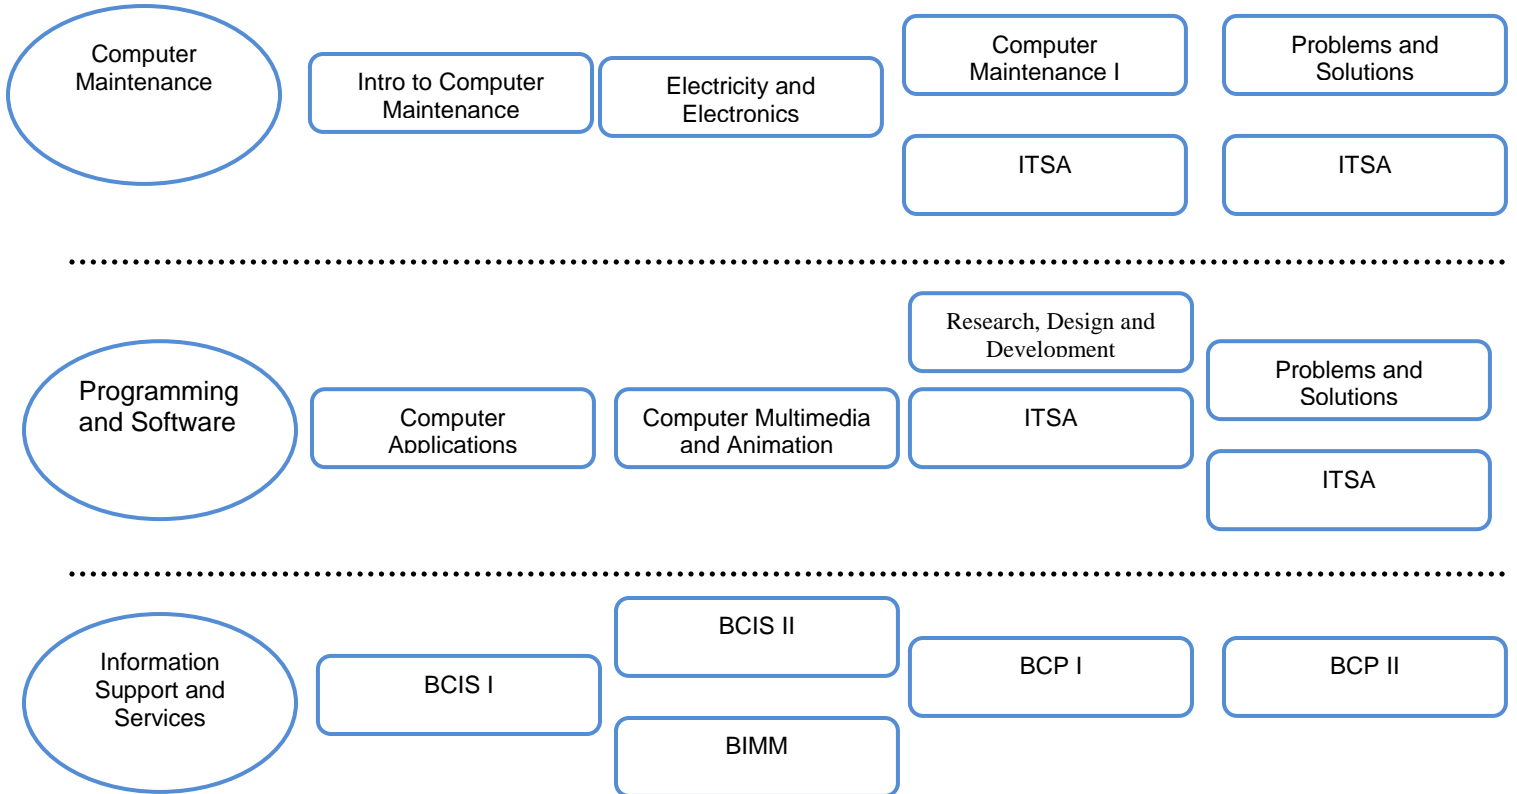 Computer
Maintenance
Intro to Computer
Maintenance
Electricity and
Electronics
Computer
Maintenance I
ITSA
Problems and
Solutions
ITSA
Programming
and Software
Computer
Applications
Computer Multimedia
and Animation
Research, Design and
Development
ITSA
Problems and
Solutions
ITSA
Information
Support and
Services
BCIS I
BCIS II
BIMM
BCP I
BCP II